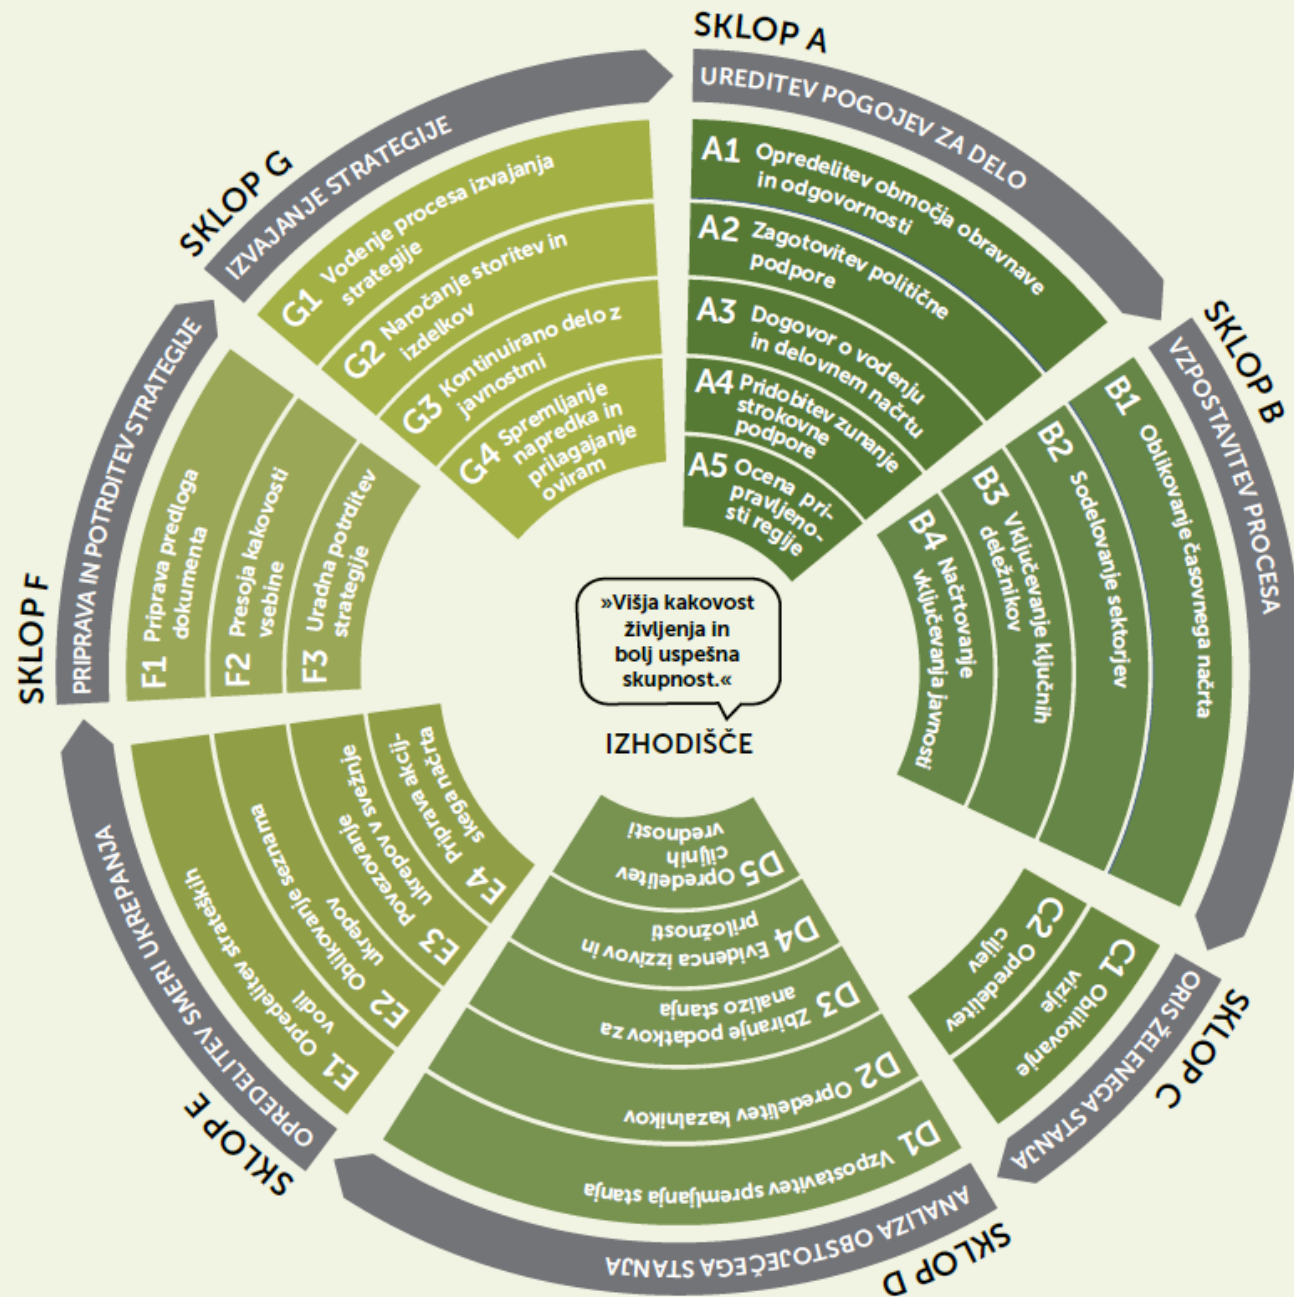 SKLOP A
UREDITEV POGOJEV ZA DELO
A1 Opredelitev območja obravnave
in odgovornosti
A2 Zagotovitev politične
podpore
A3 Dogovor o vodenju
in delovnem načrtu
A4 Pridobitev zunanje
strokovne
podpore
A5 Ocena pri-
pravljeno-
sti regije
SKLOP B
VZPOSTAVITEV PROCESA
B1 Oblikovanje časovnega načrta
B2 Sodelovanje sektorjev
B3 Vključevanje ključnih
deležnikov
B4 Načrtovanje
vključevanja javnosti
SKLOP C
ORIS ŽELENEGA STANJA
C1 Oblikovanje
vizije
C2 Opredelitev
ciljev
SKLOP D
ANALIZA OBSTOJEČEGA STANJA
D1 Vzpostavitev spremljanja stanja
D2 Opredelitev kazalnikov
D3 Zbiranje podatkov za
analizo stanja
D4 Evidenca izzivov in
priložnosti
D5 Opredelitev
ciljnih
vrednosti
SKLOP E
OPREDELITEV SMERI UKREPANJA
E1 Opredelitev strateških
vodil
E2 Oblikovanje seznama
ukrepov
E3 Povezovanje
ukrepov v svežnje
E4 Priprava akcij-
skega načrta
SKLOP F
PRIPRAVA IN POTRDITEV STRATEGIJE
F1 Priprava predloga
dokumenta
F2 Presoja kakovosti
vsebine
F3 Uradna potrditev
strategije
SKLOP G
IZVAJANJE STRATEGIJE
G1 Vodenje procesa izvajanja
strategije
G2 Naročanje storitev in
izdelkov
G3 Kontinuirano delo z
javnostmi
G4 Spremljanje
napredka in
prilagajanje
oviram
»Višja kakovost
življenja in
bolj uspešna
skupnost.«
IZHODIŠČE